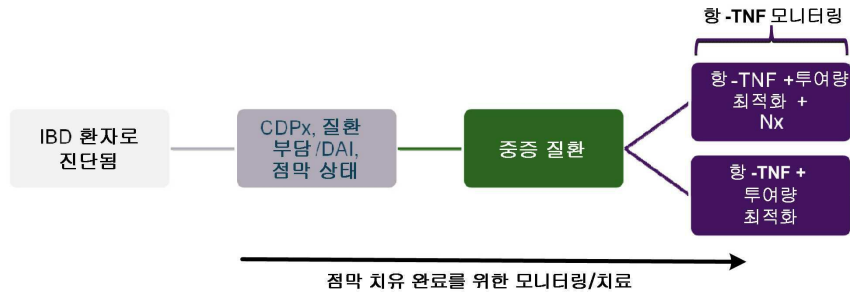 항 -TNF 모니터링
IBD 환자로
진단됨
CDPx, 질환
부담 /DAI,
점막 상태
중증 질환
항 -TNF +투여량
최적화 +
Nx
항 -TNF +
투여량
최적화
점막 치유 완료를 위한 모니터링/치료